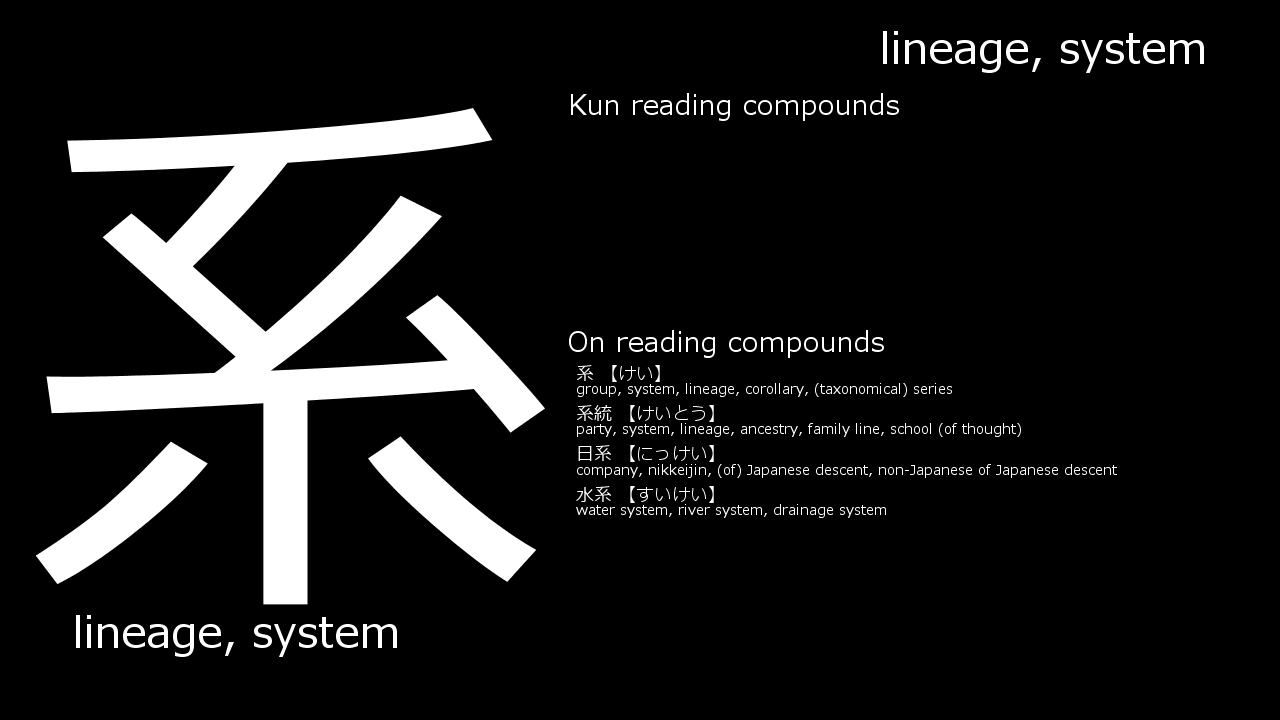 lineage, system
系
lineage, system
Kun reading compounds
On reading compounds
系 【けい】
group, system, lineage, corollary, (taxonomical) series
系統 【けいとう】
party, system, lineage, ancestry, family line, school (of thought)
日系 【にっけい】
company, nikkeijin, (of) Japanese descent, non-Japanese of Japanese descent
水系 【すいけい】
water system, river system, drainage system